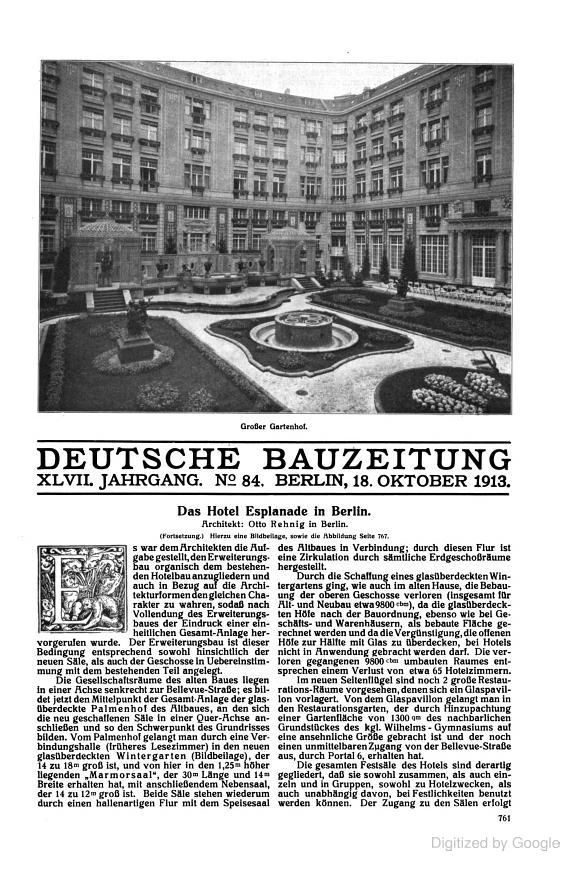 Großer Gartenhof.
DEUTSCHE BAUZEITUNG
XLVII. JAHRGANG. Nº 84. BERLIN, 18. OKTOBER 1913.
Das Hotel Esplanade in Berlin.
Architekt: Otto Rehnig in Berlin.
(Fortsetzung.) Hierzu eine Bildbeilage, sowie die Abbildung Seite 767.
Es war dem Architekten die Auf-
gabe gestellt, den Erweiterungs-
bau organisch dem bestehen-
den Hotelbau anzugliedern und
auch in Bezug auf die Archi-
tekturformen den gleichen Cha-
rakter zu wahren, sodaß nach
Vollendung des Erweiterungs-
baues der Eindruck einer ein-
heitlichen Gesamt-Anlage her-
vorgerufen wurde. Der Erweiterungsbau ist dieser
Bedingung entsprechend sowohl hinsichtlich der
neuen Säle, als auch der Geschosse in Uebereinstim-
mung mit dem bestehenden Teil angelegt.
Die Gesellschaftsräume des alten Baues liegen
in einer Achse senkrecht zur Bellevue-Straße; es bil-
det jetzt den Mittelpunkt der Gesamt-Anlage der glas-
überdeckte Palmenhof des Altbaues, an den sich
die neu geschaffenen Säle in einer Quer-Achse an-
schließen und so den Schwerpunkt des Grundrisses
bilden. Vom Palmenhof gelangt man durch eine Ver-
bindungshalle (früheres Lesezimmer) in den neuen
glasüberdeckten Wintergarten (Bildbeilage), der
14 zu 18m groß ist, und von hier in den 1,25m höher
liegenden „Marmorsaal“, der 30m Länge und 14m
Breite erhalten hat, mit anschließendem Nebensaal,
der 14 zu 12m groß ist. Beide Säle stehen wiederum
durch einen hallenartigen Flur mit dem Speisesaal
des Altbaues in Verbindung; durch diesen Flur ist
eine Zirkulation durch sämtliche Erdgeschoßräume
hergestellt.
Durch die Schaffung eines glasüberdeckten Win-
tergartens ging, wie auch im alten Hause, die Bebau-
ung der oberen Geschosse verloren (insgesamt für
Alt- und Neubau etwa 9800 cbm), da die glasüberdeck-
ten Höfe nach der Bauordnung, ebenso wie bei Ge-
schäfts- und Warenhäusern, als bebaute Fläche ge-
rechnet werden und da die Vergünstigung, die offenen
Höfe zur Hälfte mit Glas zu überdecken, bei Hotels
nicht in Anwendung gebracht werden darf. Die ver-
loren gegangenen 9800 cbm umbauten Raumes ent-
sprechen einem Verlust von etwa 65 Hotelzimmern.
Im neuen Seitenflügel sind noch 2 große Restau-
rations-Räume vorgesehen, denen sich ein Glaspavil-
lon vorlagert. Von dem Glaspavillon gelangt man in
den Restaurationsgarten, der durch Hinzupachtung
einer Gartenfläche von 1300 qm des nachbarlichen
Grundstückes des kgl. Wilhelms-Gymnasiums auf
eine ansehnliche Größe gebracht ist und der noch
einen unmittelbaren Zugang von der Bellevue-Straße
aus, durch Portal 6, erhalten hat.
Die gesamten Festsäle des Hotels sind derartig
gegliedert, daß sie sowohl zusammen, als auch ein-
zeln und in Gruppen, sowohl zu Hotelzwecken, als
auch unabhängig davon, bei Festlichkeiten benutzt
werden können. Der Zugang zu den Sälen erfolgt
761
Digitized by Google